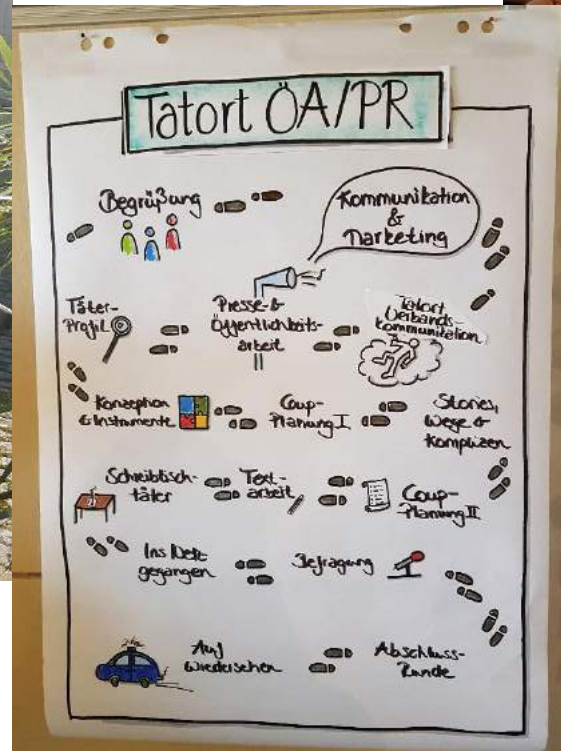 Tatort ÖA/PR
Begrüßung
Kommunikation
&
Marketing
Täter-
Profil
Presse- &
Öffentlichkeits-
arbeit
Tatort
Verbands-
kommunikation
Konzeption
& Instrumente
Coup-
Planung I
Stories,
Wege &
Komplizen
Schreibtisch-
täter
Text-
arbeit
Coup-
Planung II
Ins Netz
gegangen
Befragung
Auf
Wiedersehen
Abschluss-
Runde